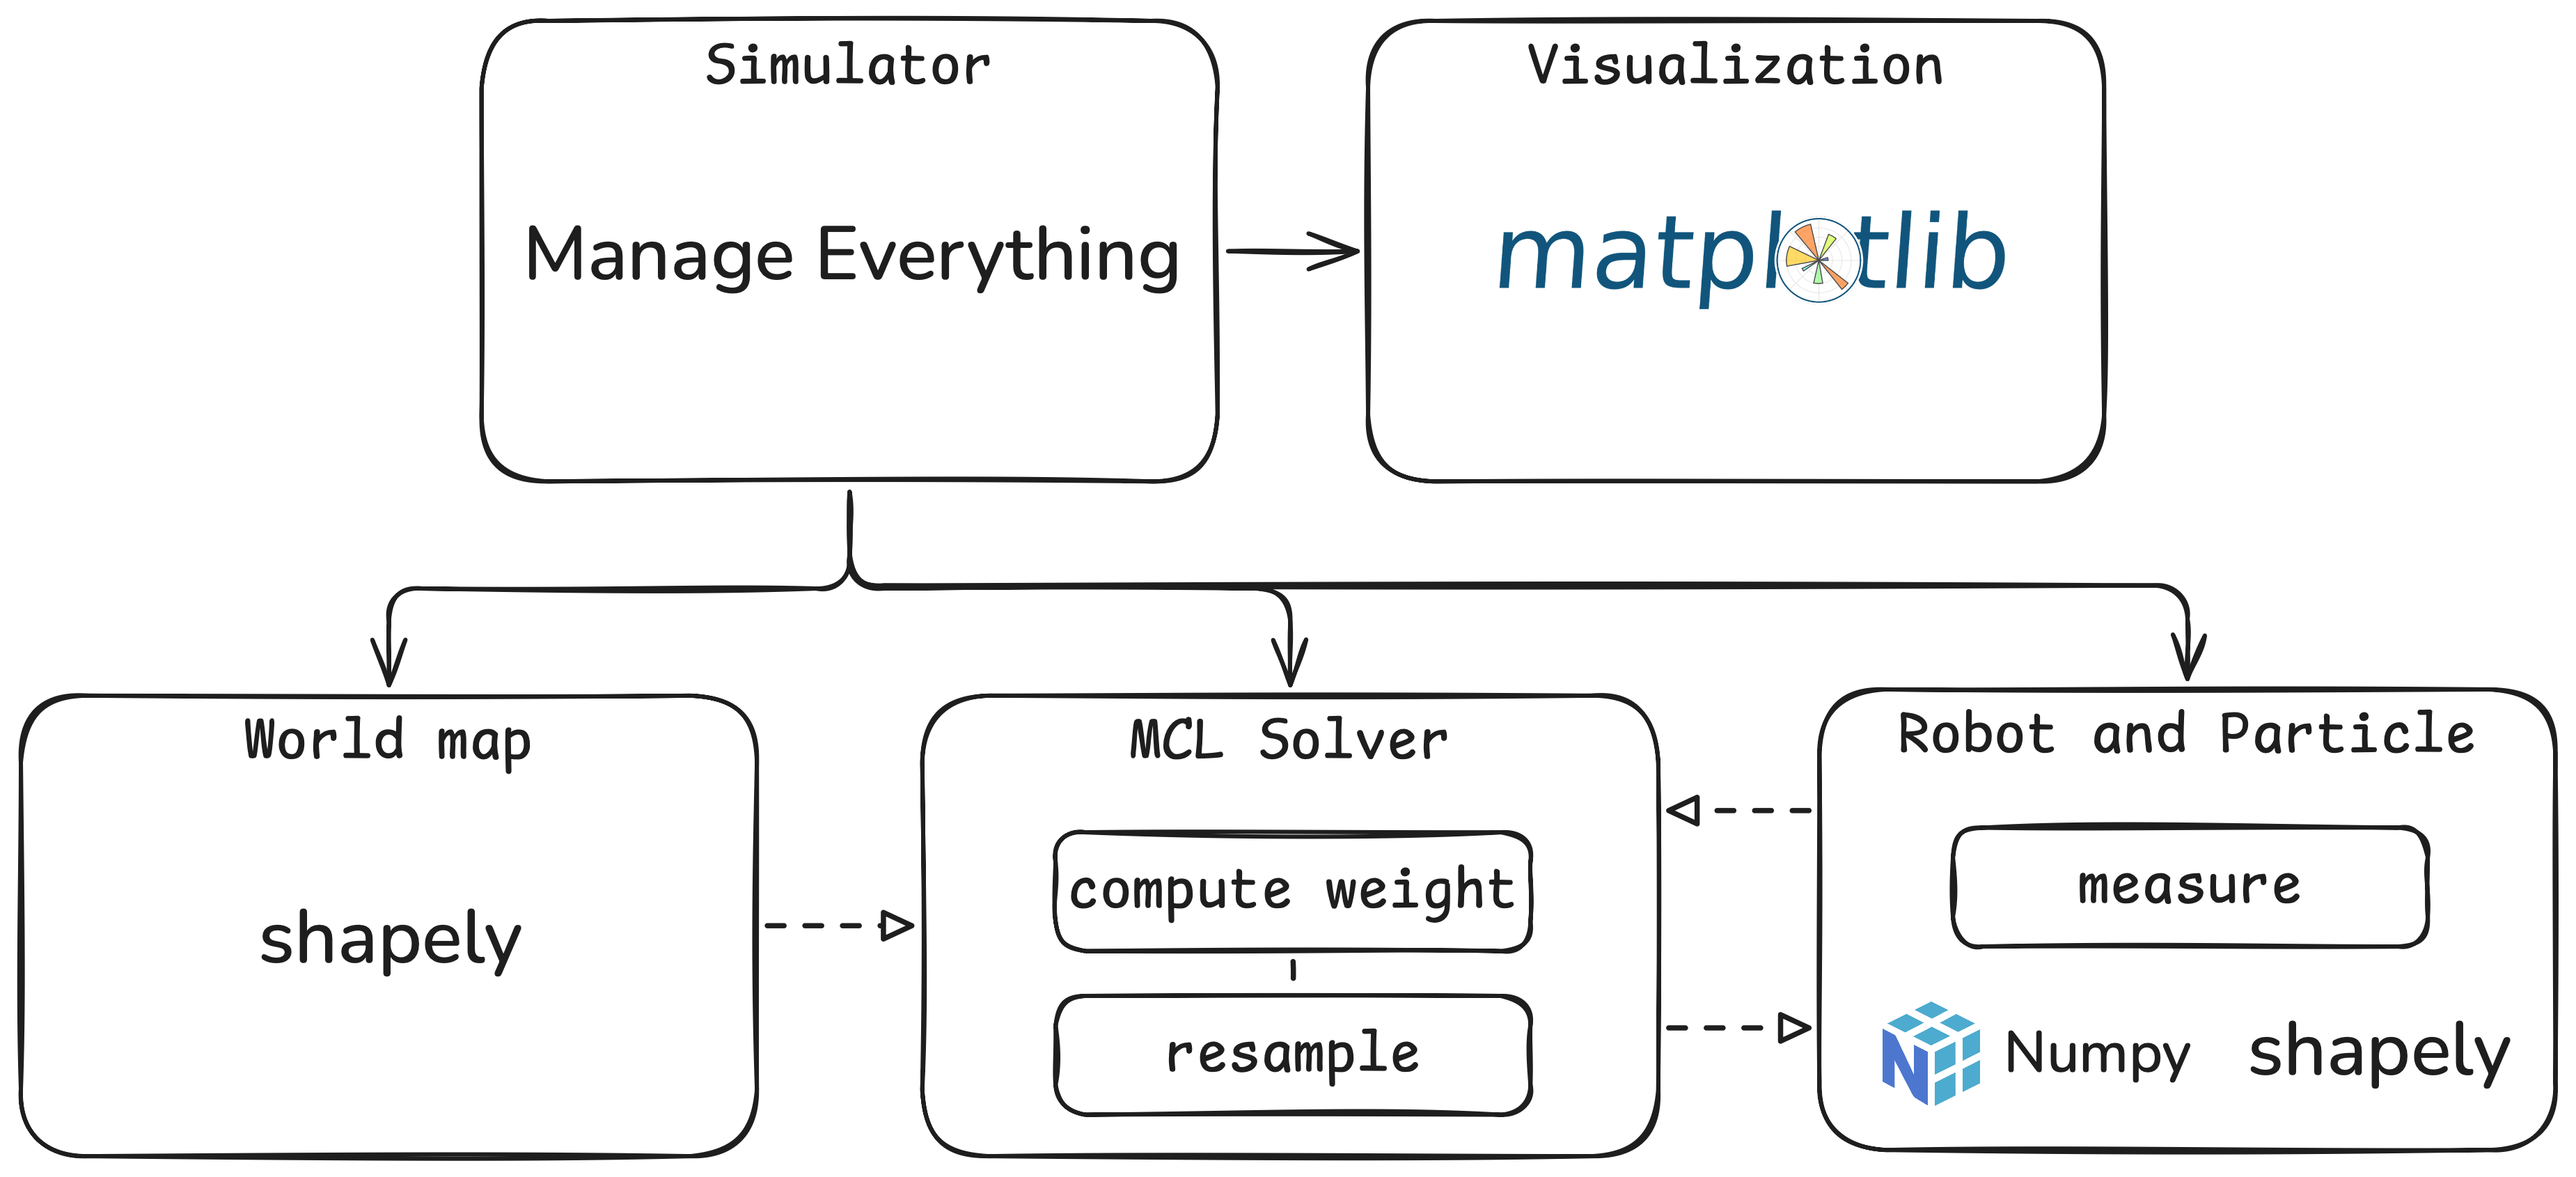 Simulator
Manage Everything
Visualization
matplotlib
World map
shapely
MCL Solver
compute weight
resample
Robot and Particle
measure
Numpy
shapely